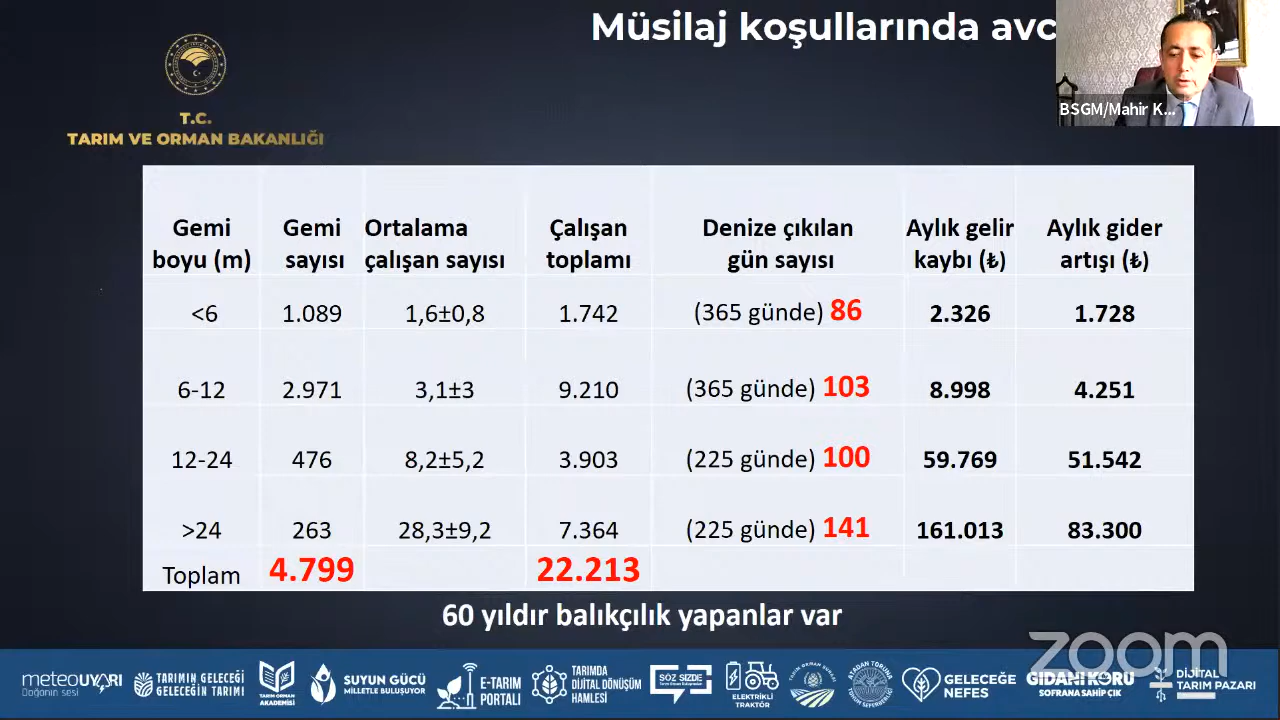 Müsilaj koşullarında avc
BSGM/Mahir K...
T.C.
TARIM VE ORMAN BAKANLIĞI
Gemi boyu (m) Gemi sayısı Ortalama çalışan sayısı Çalışan toplamı Denize çıkılan gün sayısı Aylık gelir kaybı (₺) Aylık gider artışı (₺)
<6 1.089 1,6±0,8 1.742 (365 günde) 86 2.326 1.728
6-12 2.971 3,1±3 9.210 (365 günde) 103 8.998 4.251
12-24 476 8,2±5,2 3.903 (225 günde) 100 59.769 51.542
>24 263 28,3±9,2 7.364 (225 günde) 141 161.013 83.300
Toplam 4.799 22.213
60 yıldır balıkçılık yapanlar var
zoom
meteoUYARI
Doğanın sesi
TARIMIN GELECEĞİ
GELECEĞİN TARIMI
TARIM ORMAN
AKADEMİSİ
SUYUN GÜCÜ
MİLLETLE BULUŞUYOR
E-TARIM
PORTALI
TARIMDA
DİJİTAL DÖNÜŞÜM
HAMLESİ
SÖZ SİZDE
ELEKTRİKLİ
TRAKTÖR
GELECEĞE
NEFES
GIDANI KORU
SOFRANA SAHİP ÇIK
DİJİTAL
TARIM PAZARI